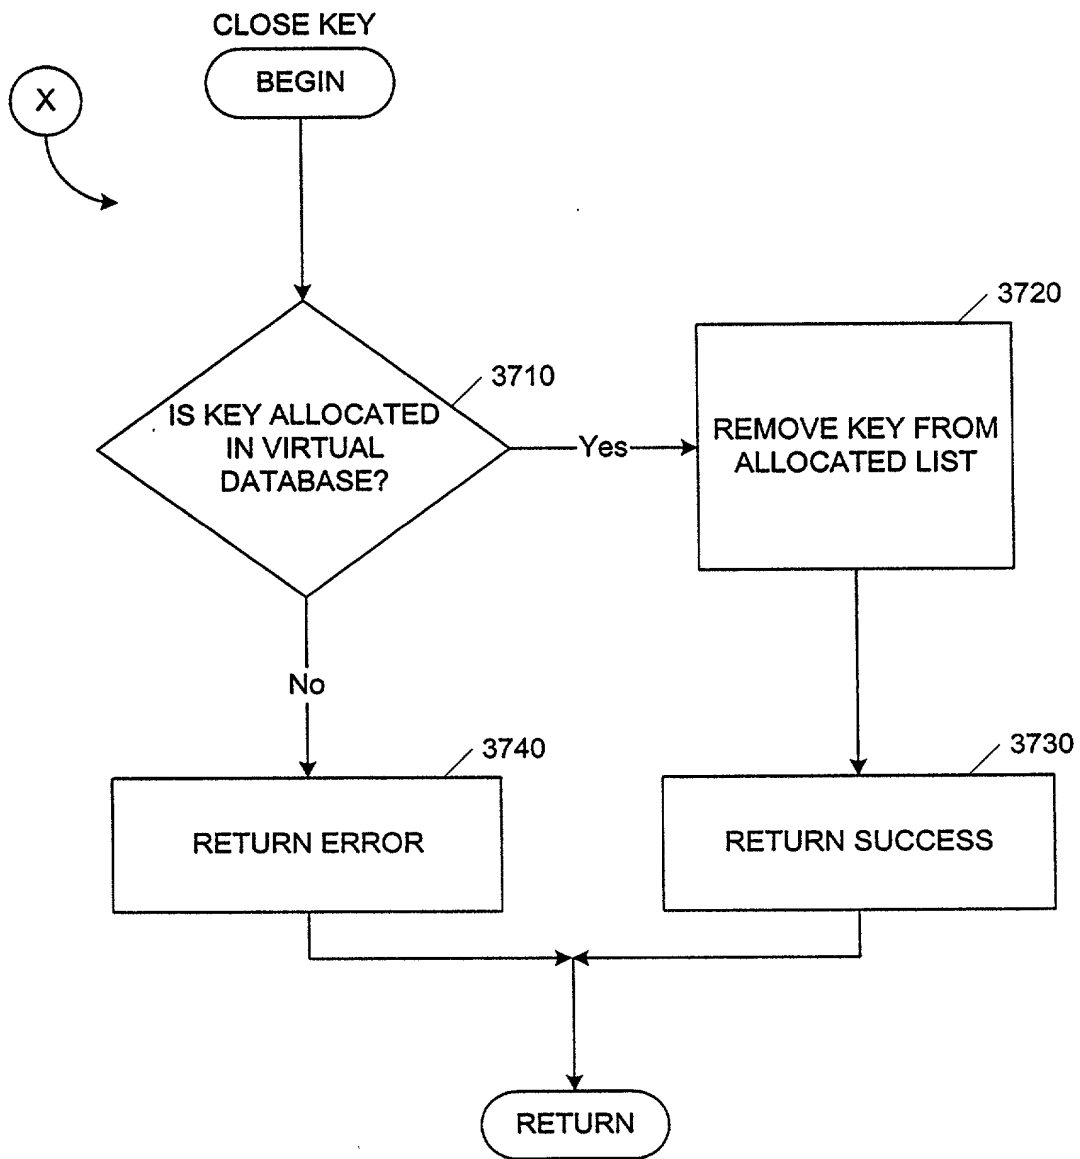 CLOSE KEY
BEGIN
X
3720
3710
IS KEY ALLOCATED
IN VIRTUAL
DATABASE?
Yes
REMOVE KEY FROM
ALLOCATED LIST
No
3740
3730
RETURN ERROR
RETURN SUCCESS
RETURN